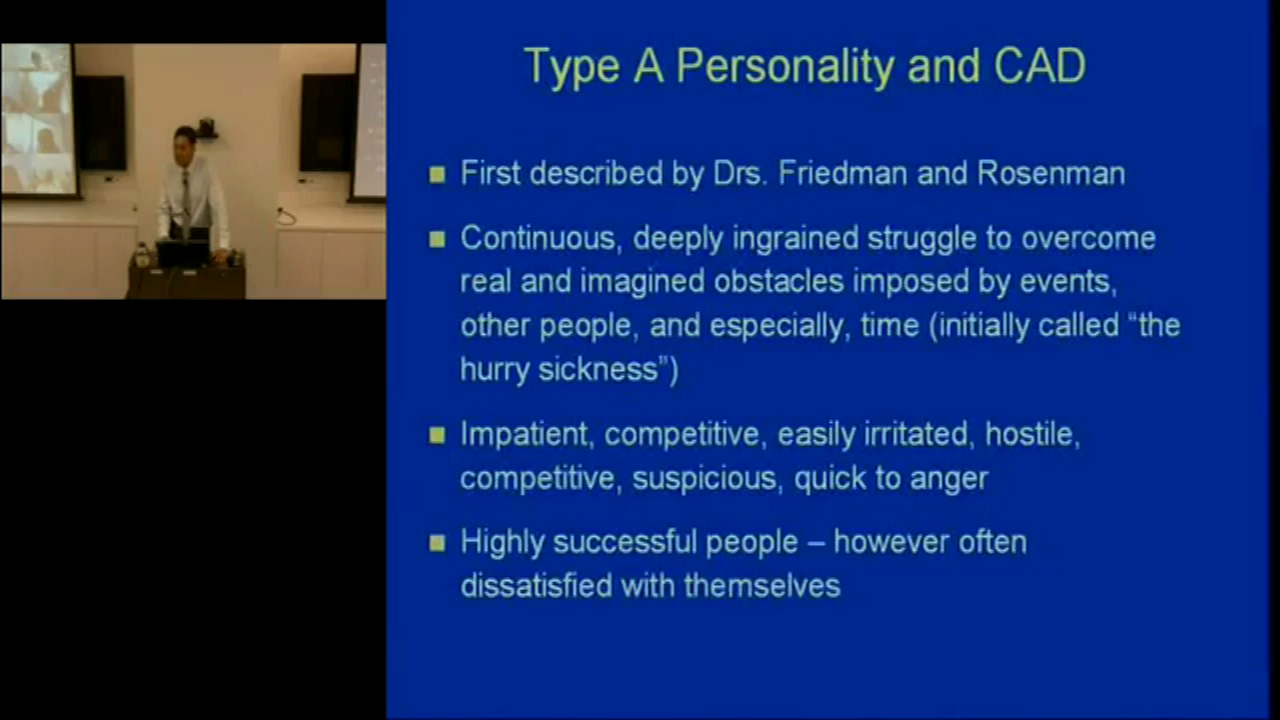 Type A Personality and CAD
First described by Drs. Friedman and Rosenman
Continuous, deeply ingrained struggle to overcome
real and imagined obstacles imposed by events,
other people, and especially, time (initially called “the
hurry sickness”)
Impatient, competitive, easily irritated, hostile,
competitive, suspicious, quick to anger
Highly successful people – however often
dissatisfied with themselves